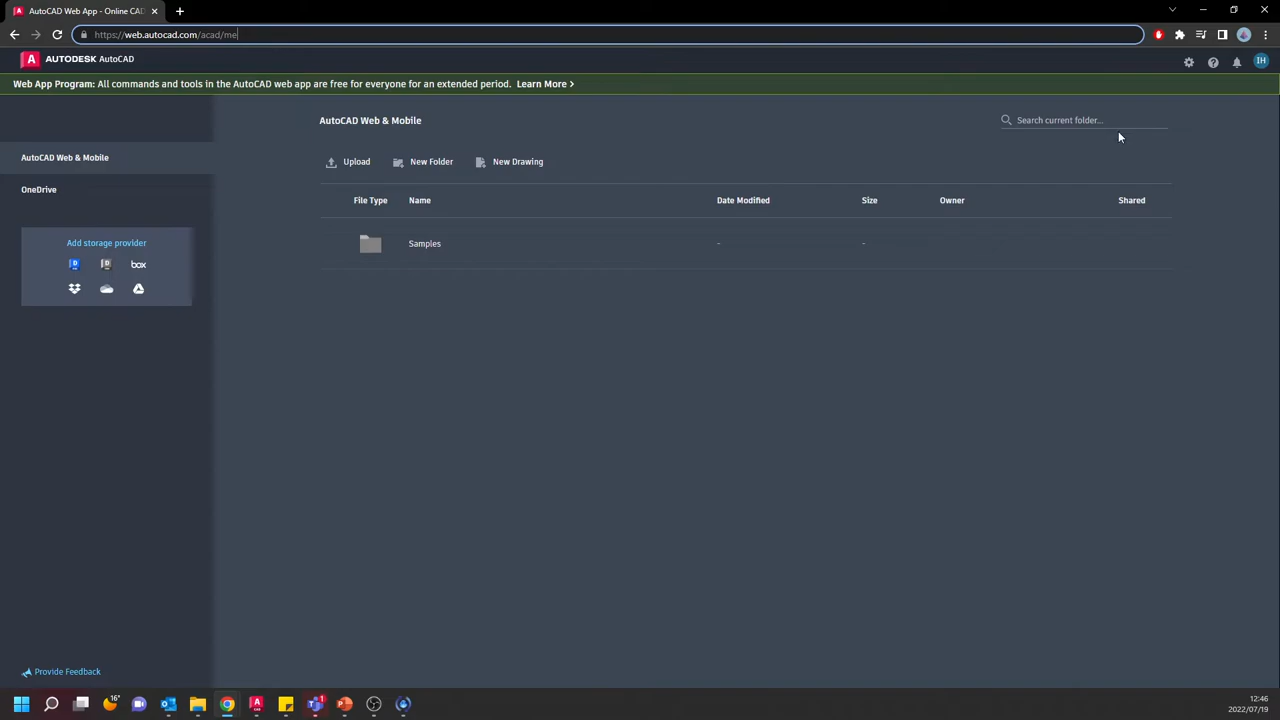 AutoCAD Web App - Online CAD
https://web.autocad.com/acad/me
AUTODESK AutoCAD
IH
Web App Program: All commands and tools in the AutoCAD web app are free for everyone for an extended period. Learn More >
AutoCAD Web & Mobile
Search current folder...
AutoCAD Web & Mobile
OneDrive
Upload
New Folder
New Drawing
File Type
Name
Date Modified
Size
Owner
Shared
Samples
-
-
Add storage provider
box
Provide Feedback
16°
12:46
2022/07/19